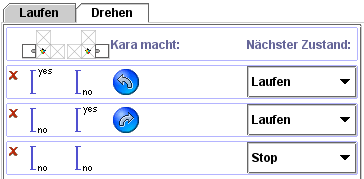 Laufen Drehen
Kara macht: Nächster Zustand:
yes no Laufen
no yes Laufen
no no Stop